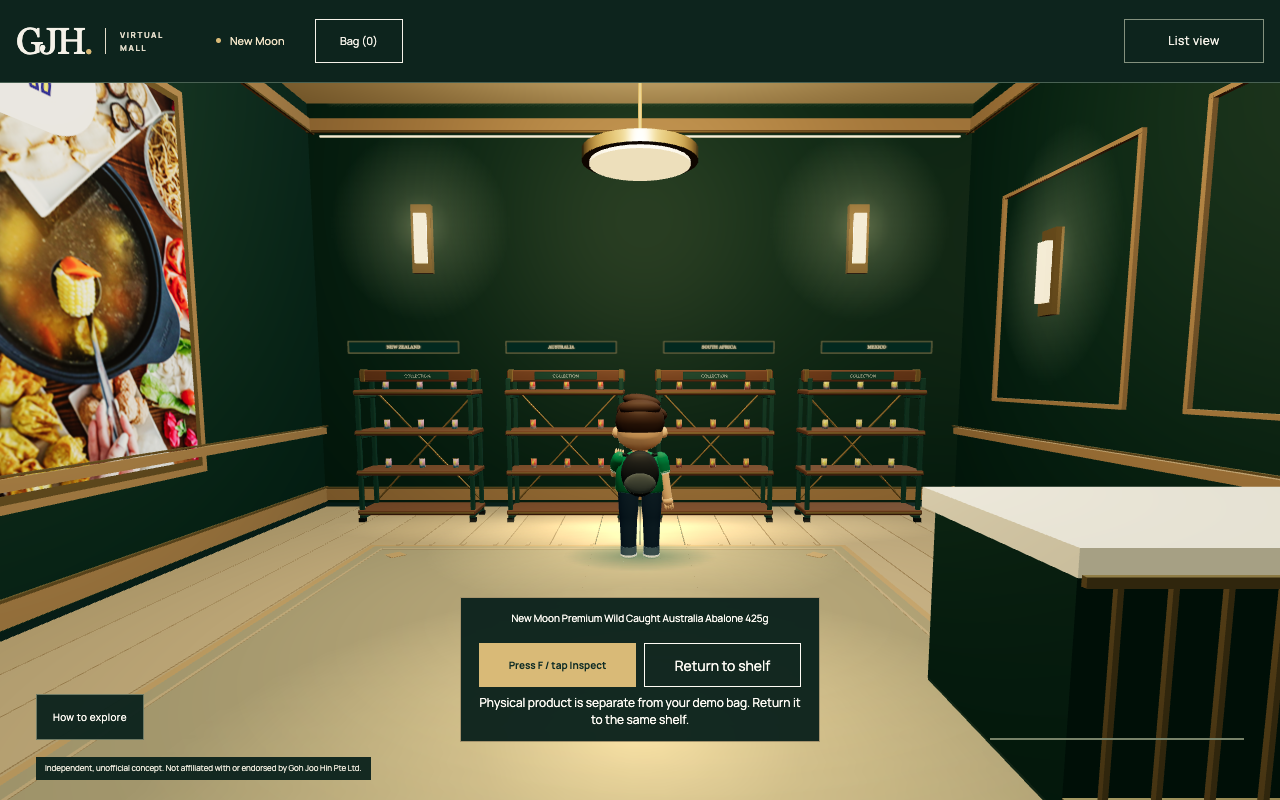 GJH.
VIRTUAL
MALL
New Moon
Bag (0)
List view
NEW ZEALAND
AUSTRALIA
SOUTH AFRICA
MEXICO
COLLECTION
COLLECTION
COLLECTION
COLLECTION
New Moon Premium Wild Caught Australia Abalone 425g
Press F / tap Inspect
Return to shelf
Physical product is separate from your demo bag. Return it
to the same shelf.
How to explore
Independent, unofficial concept. Not affiliated with or endorsed by Goh Joo Hin Pte Ltd.